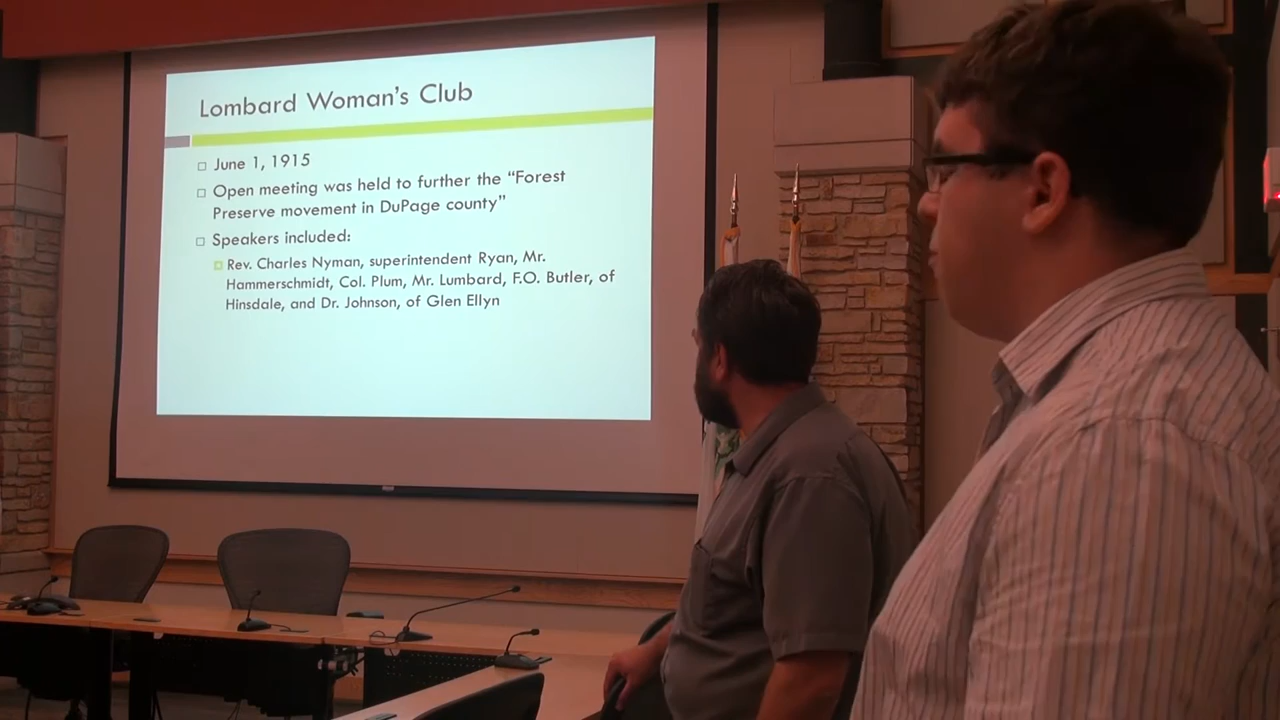 Lombard Woman's Club
June 1, 1915
Open meeting was held to further the “Forest
Preserve movement in DuPage county”
Speakers included:
Rev. Charles Nyman, superintendent Ryan, Mr.
Hammerschmidt, Col. Plum, Mr. Lumbard, F.O. Butler, of
Hinsdale, and Dr. Johnson, of Glen Ellyn